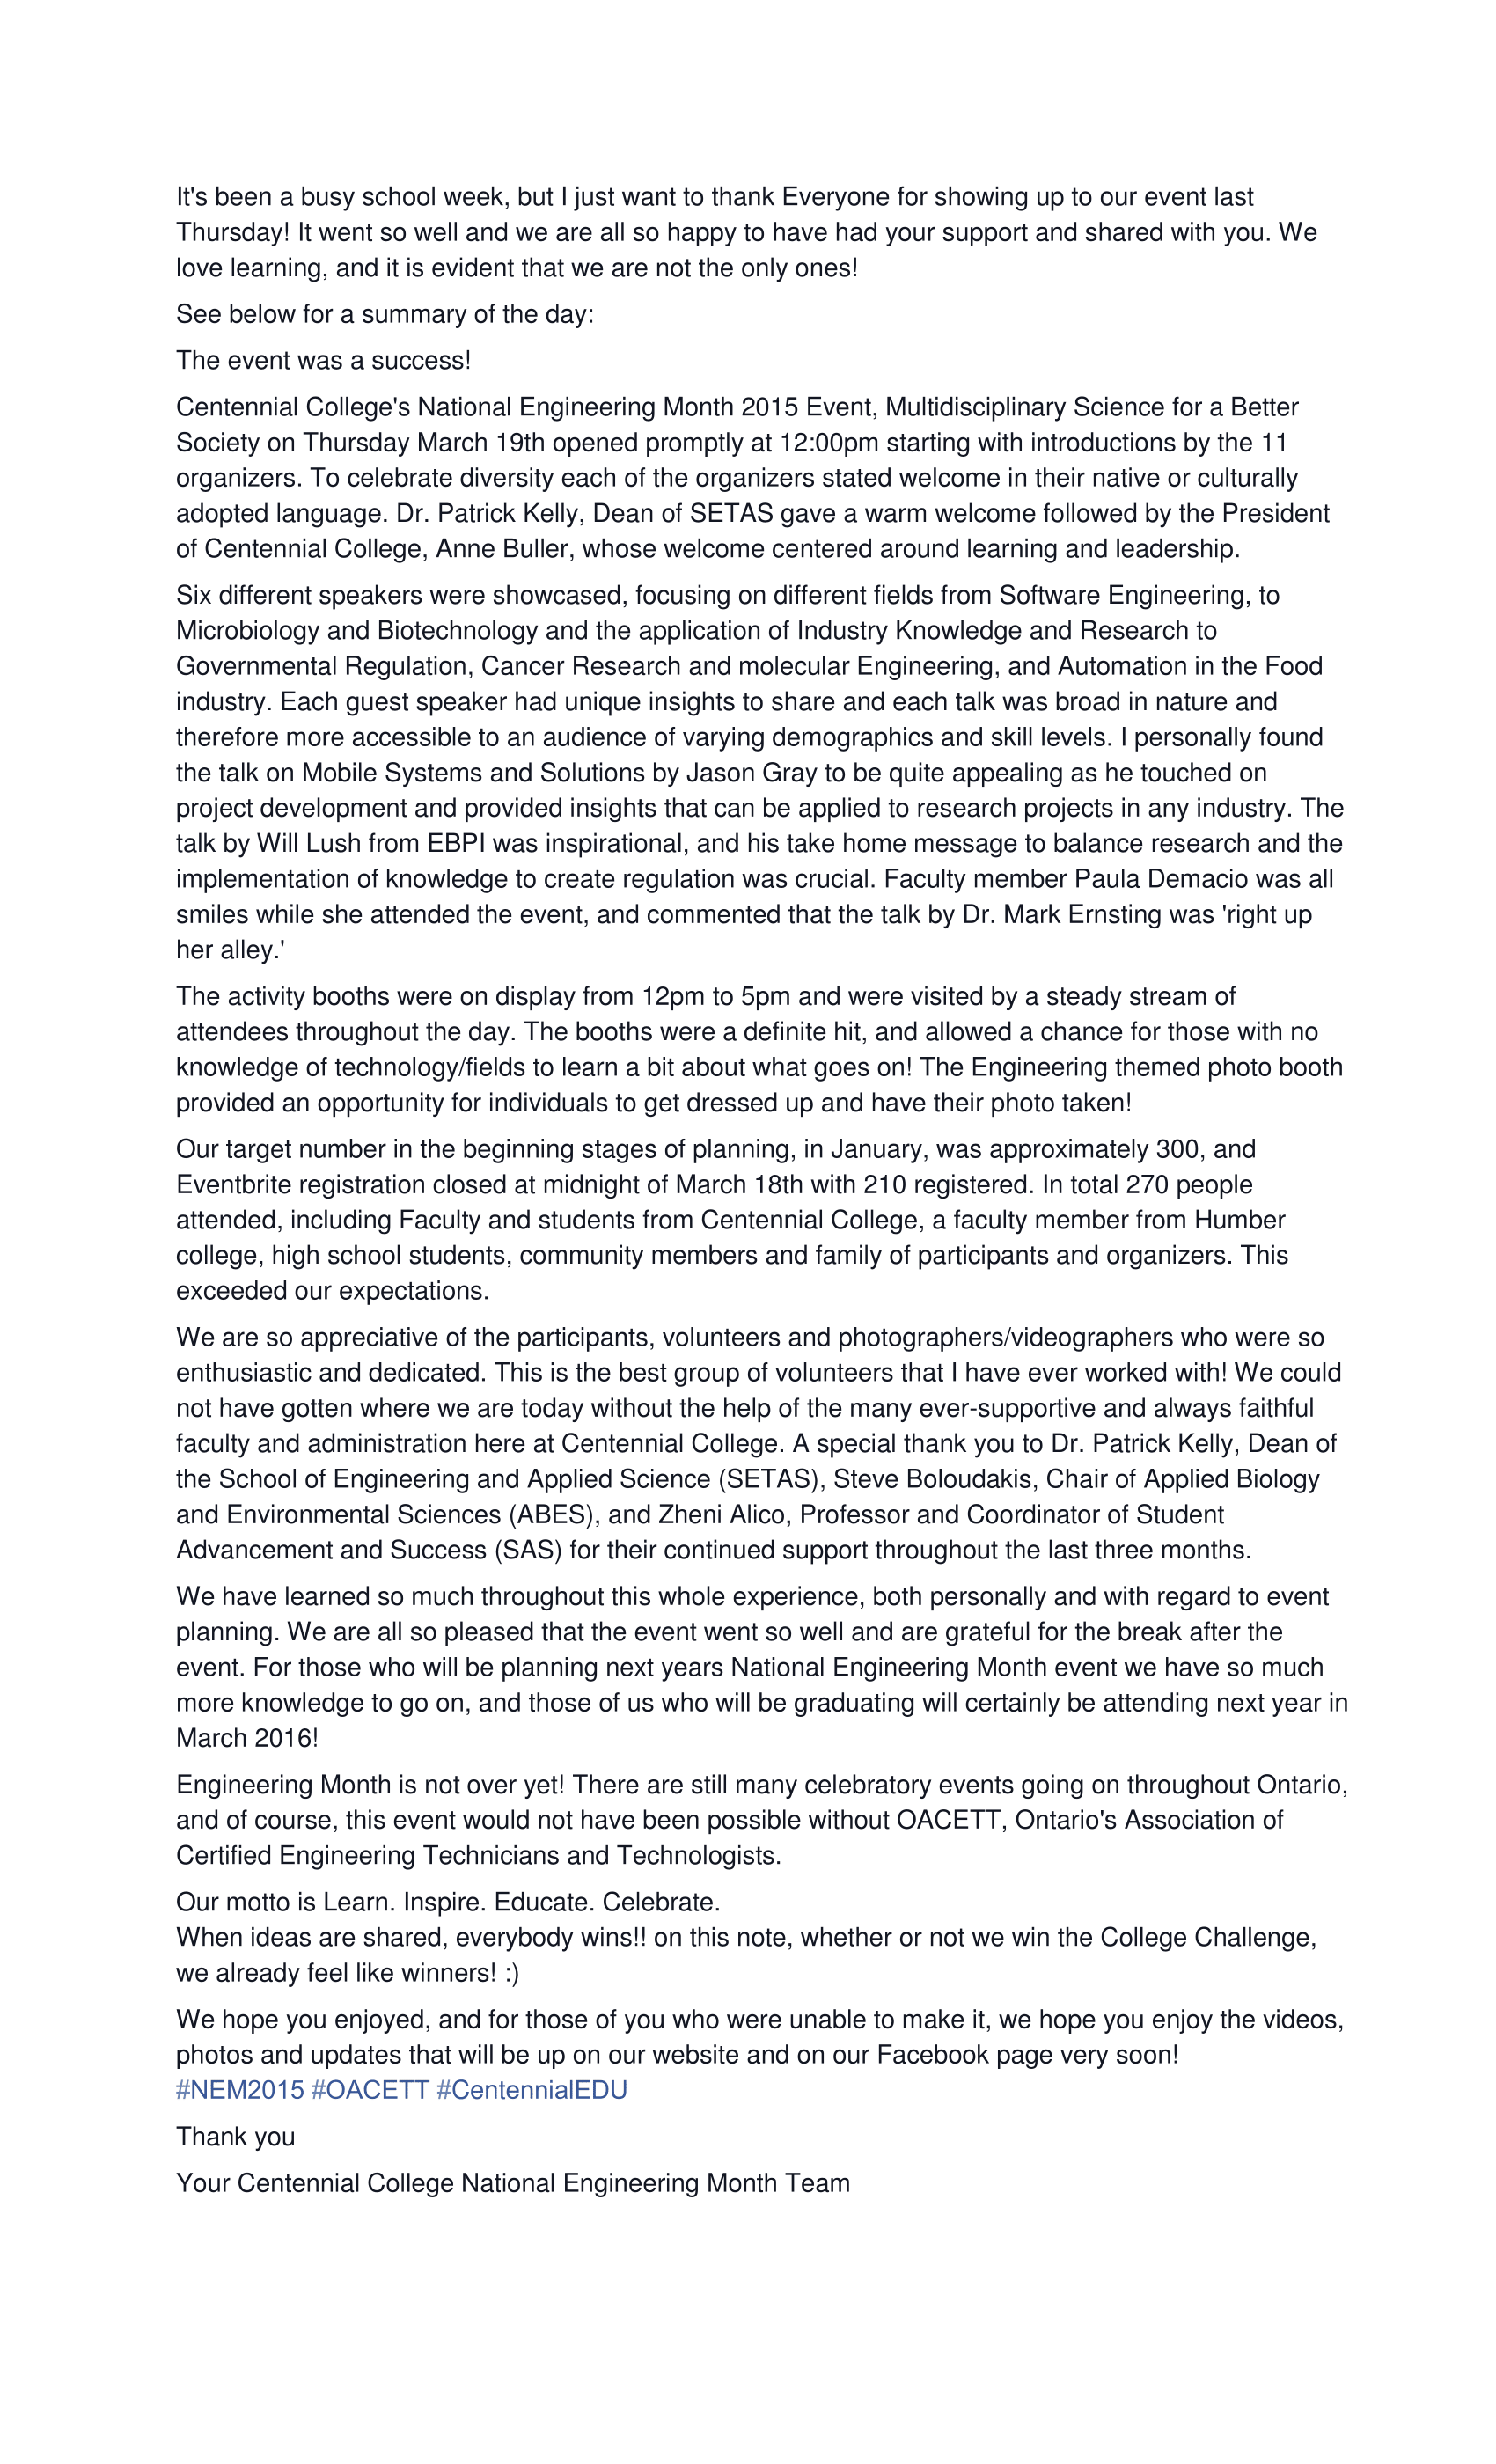 It's been a busy school week, but I just want to thank Everyone for showing up to our event last
Thursday! It went so well and we are all so happy to have had your support and shared with you. We
love learning, and it is evident that we are not the only ones!
See below for a summary of the day:
The event was a success!
Centennial College's National Engineering Month 2015 Event, Multidisciplinary Science for a Better
Society on Thursday March 19th opened promptly at 12:00pm starting with introductions by the 11
organizers. To celebrate diversity each of the organizers stated welcome in their native or culturally
adopted language. Dr. Patrick Kelly, Dean of SETAS gave a warm welcome followed by the President
of Centennial College, Anne Buller, whose welcome centered around learning and leadership.
Six different speakers were showcased, focusing on different fields from Software Engineering, to
Microbiology and Biotechnology and the application of Industry Knowledge and Research to
Governmental Regulation, Cancer Research and molecular Engineering, and Automation in the Food
industry. Each guest speaker had unique insights to share and each talk was broad in nature and
therefore more accessible to an audience of varying demographics and skill levels. I personally found
the talk on Mobile Systems and Solutions by Jason Gray to be quite appealing as he touched on
project development and provided insights that can be applied to research projects in any industry. The
talk by Will Lush from EBPI was inspirational, and his take home message to balance research and the
implementation of knowledge to create regulation was crucial. Faculty member Paula Demacio was all
smiles while she attended the event, and commented that the talk by Dr. Mark Ernsting was 'right up
her alley.'
The activity booths were on display from 12pm to 5pm and were visited by a steady stream of
attendees throughout the day. The booths were a definite hit, and allowed a chance for those with no
knowledge of technology/fields to learn a bit about what goes on! The Engineering themed photo booth
provided an opportunity for individuals to get dressed up and have their photo taken!
Our target number in the beginning stages of planning, in January, was approximately 300, and
Eventbrite registration closed at midnight of March 18th with 210 registered. In total 270 people
attended, including Faculty and students from Centennial College, a faculty member from Humber
college, high school students, community members and family of participants and organizers. This
exceeded our expectations.
We are so appreciative of the participants, volunteers and photographers/videographers who were so
enthusiastic and dedicated. This is the best group of volunteers that I have ever worked with! We could
not have gotten where we are today without the help of the many ever-supportive and always faithful
faculty and administration here at Centennial College. A special thank you to Dr. Patrick Kelly, Dean of
the School of Engineering and Applied Science (SETAS), Steve Boloudakis, Chair of Applied Biology
and Environmental Sciences (ABES), and Zheni Alico, Professor and Coordinator of Student
Advancement and Success (SAS) for their continued support throughout the last three months.
We have learned so much throughout this whole experience, both personally and with regard to event
planning. We are all so pleased that the event went so well and are grateful for the break after the
event. For those who will be planning next years National Engineering Month event we have so much
more knowledge to go on, and those of us who will be graduating will certainly be attending next year in
March 2016!
Engineering Month is not over yet! There are still many celebratory events going on throughout Ontario,
and of course, this event would not have been possible without OACETT, Ontario's Association of
Certified Engineering Technicians and Technologists.
Our motto is Learn. Inspire. Educate. Celebrate.
When ideas are shared, everybody wins!! on this note, whether or not we win the College Challenge,
we already feel like winners! :)
We hope you enjoyed, and for those of you who were unable to make it, we hope you enjoy the videos,
photos and updates that will be up on our website and on our Facebook page very soon!
#NEM2015 #OACETT #CentennialEDU
Thank you
Your Centennial College National Engineering Month Team